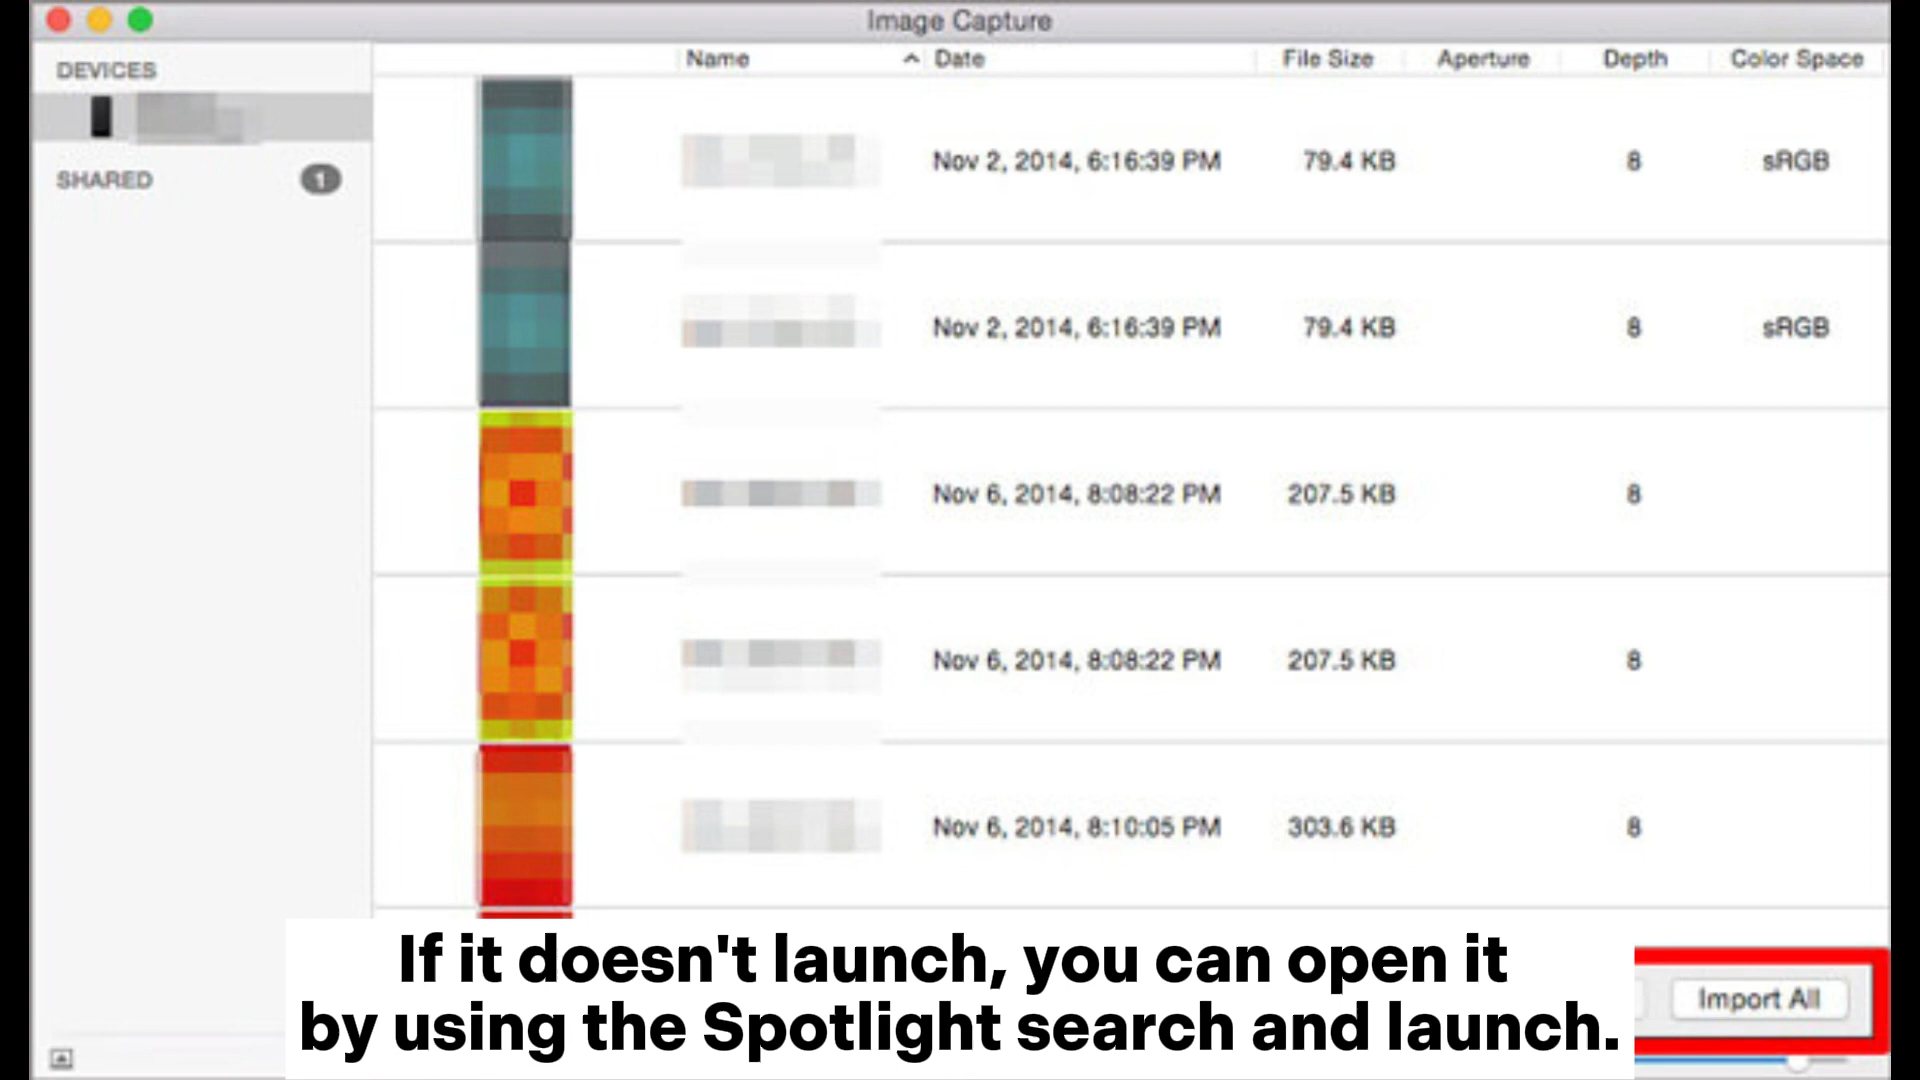 Image Capture
DEVICES
SHARED 1
Name Date File Size Aperture Depth Color Space
Nov 2, 2014, 6:16:39 PM 79.4 KB 8 sRGB
Nov 2, 2014, 6:16:39 PM 79.4 KB 8 sRGB
Nov 6, 2014, 8:08:22 PM 207.5 KB 8
Nov 6, 2014, 8:08:22 PM 207.5 KB 8
Nov 6, 2014, 8:10:05 PM 303.6 KB 8
If it doesn't launch, you can open it
by using the Spotlight search and launch.
Import All